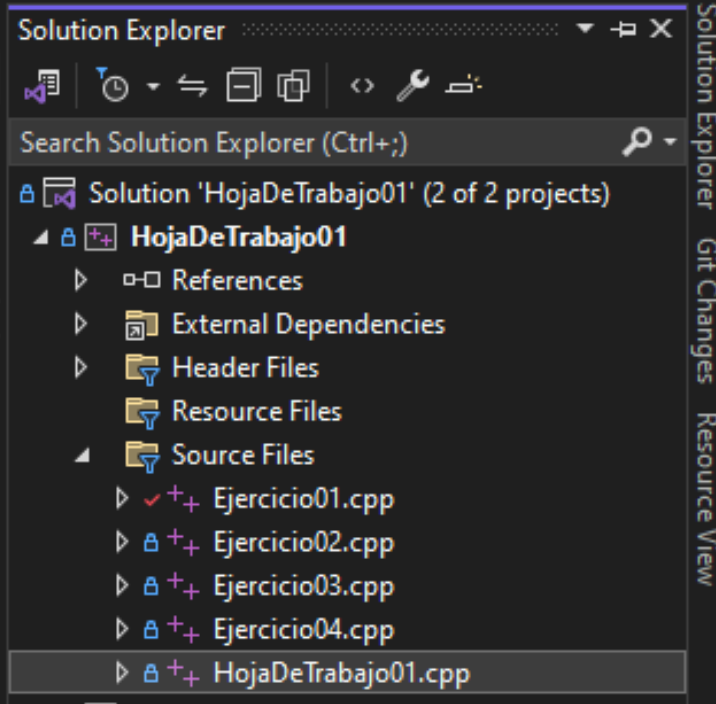 Solution Explorer
Search Solution Explorer (Ctrl+;)
Solution 'HojaDeTrabajo01' (2 of 2 projects)
HojaDeTrabajo01
References
External Dependencies
Header Files
Resource Files
Source Files
Ejercicio01.cpp
Ejercicio02.cpp
Ejercicio03.cpp
Ejercicio04.cpp
HojaDeTrabajo01.cpp
Solution Explorer
Git Changes
Resource View